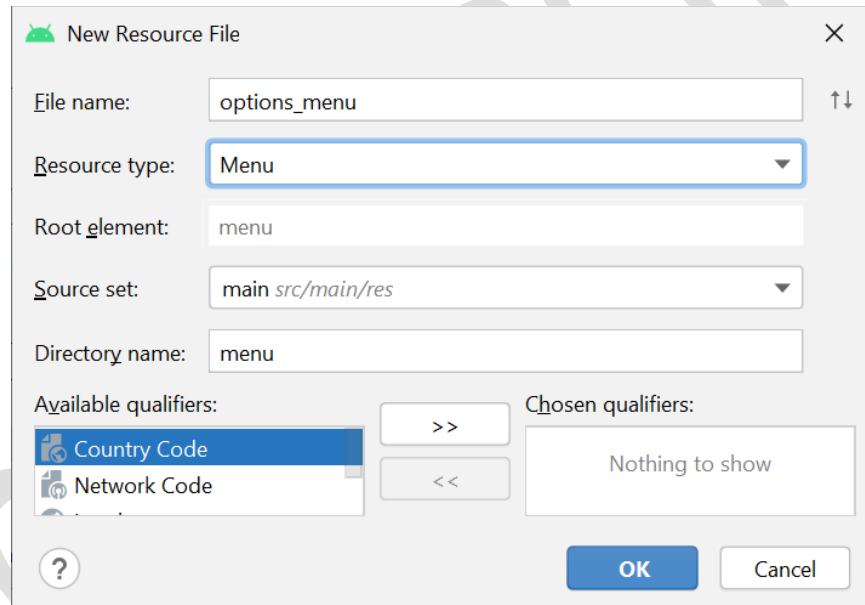 New Resource File
File name: options_menu
Resource type: Menu
Root element: menu
Source set: main src/main/res
Directory name: menu
Available qualifiers: Chosen qualifiers:
Country Code >> Nothing to show
Network Code <<
? OK Cancel